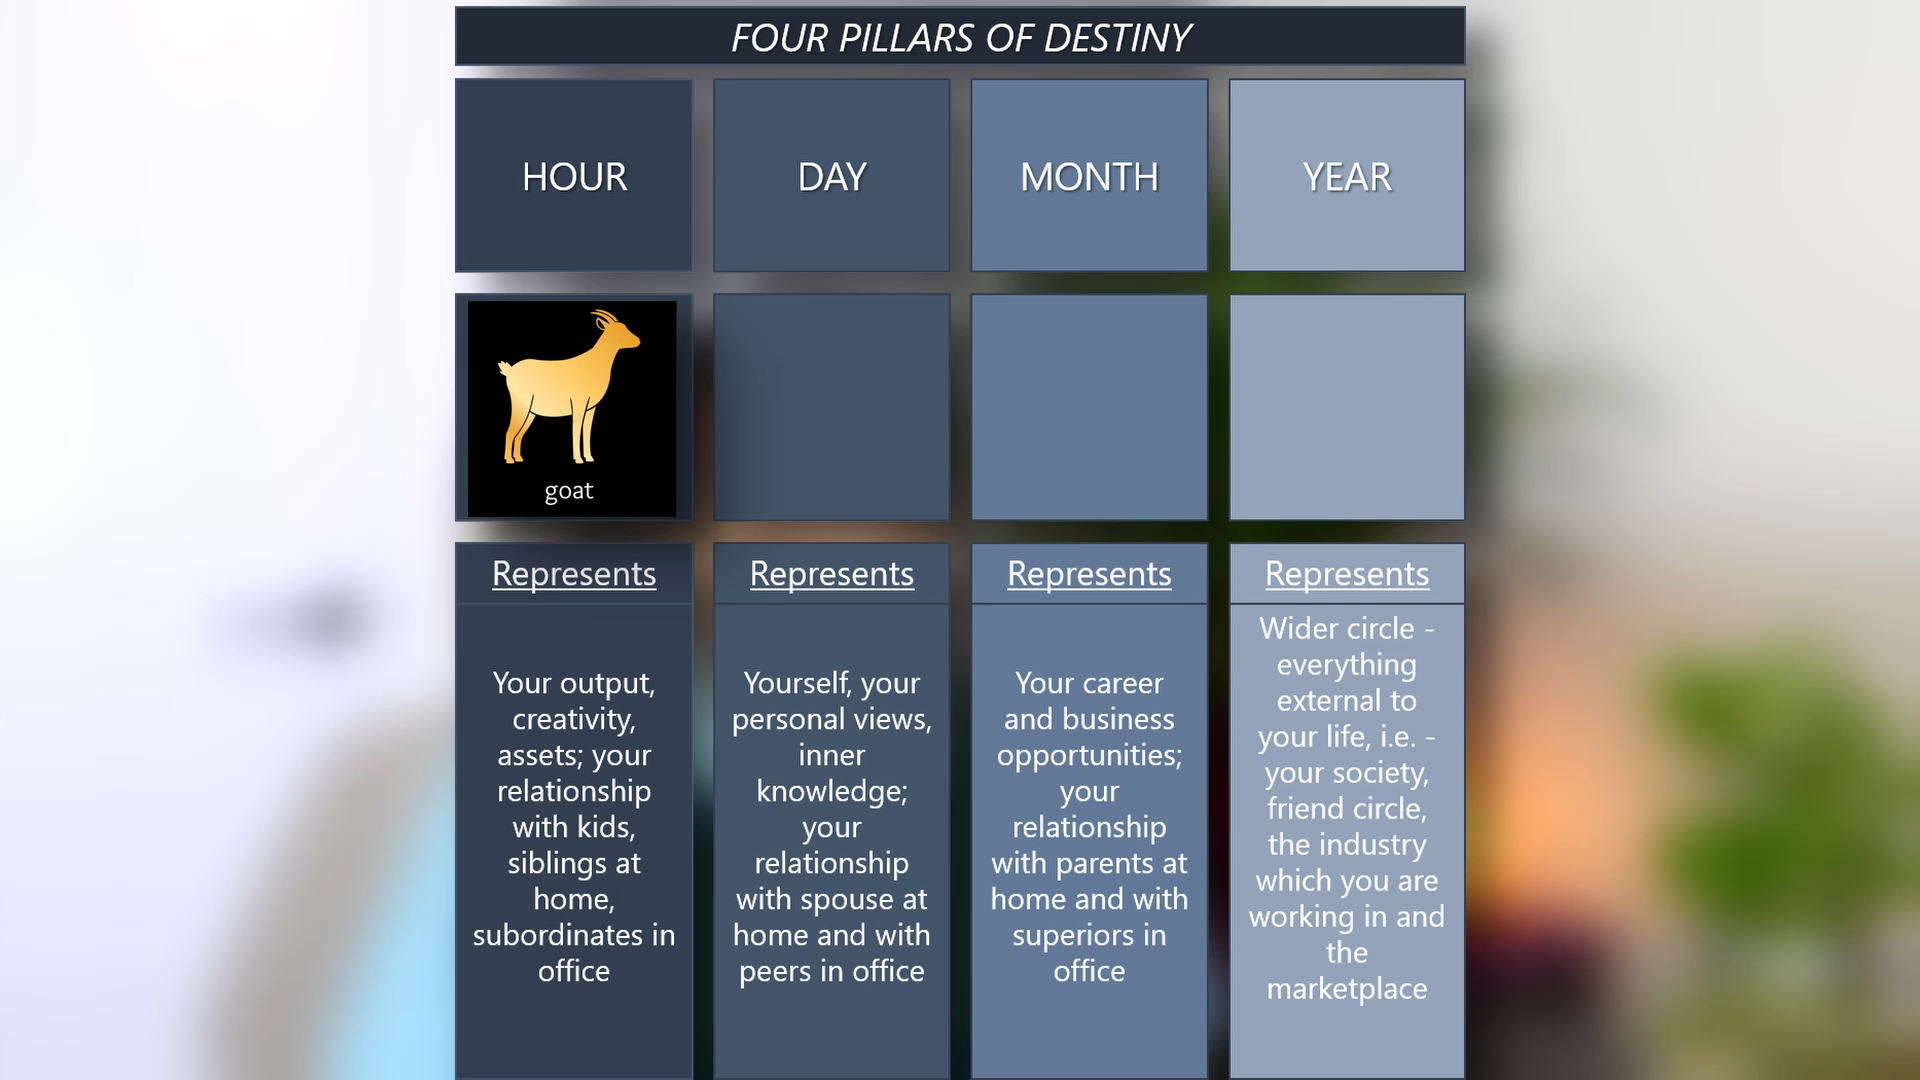 FOUR PILLARS OF DESTINY
HOUR
DAY
MONTH
YEAR
goat
Represents
Your output,
creativity,
assets; your
relationship
with kids,
siblings at
home,
subordinates in
office
Represents
Yourself, your
personal views,
inner
knowledge;
your
relationship
with spouse at
home and with
peers in office
Represents
Your career
and business
opportunities;
your
relationship
with parents at
home and with
superiors in
office
Represents
Wider circle -
everything
external to
your life, i.e. -
your society,
friend circle,
the industry
which you are
working in and
the
marketplace